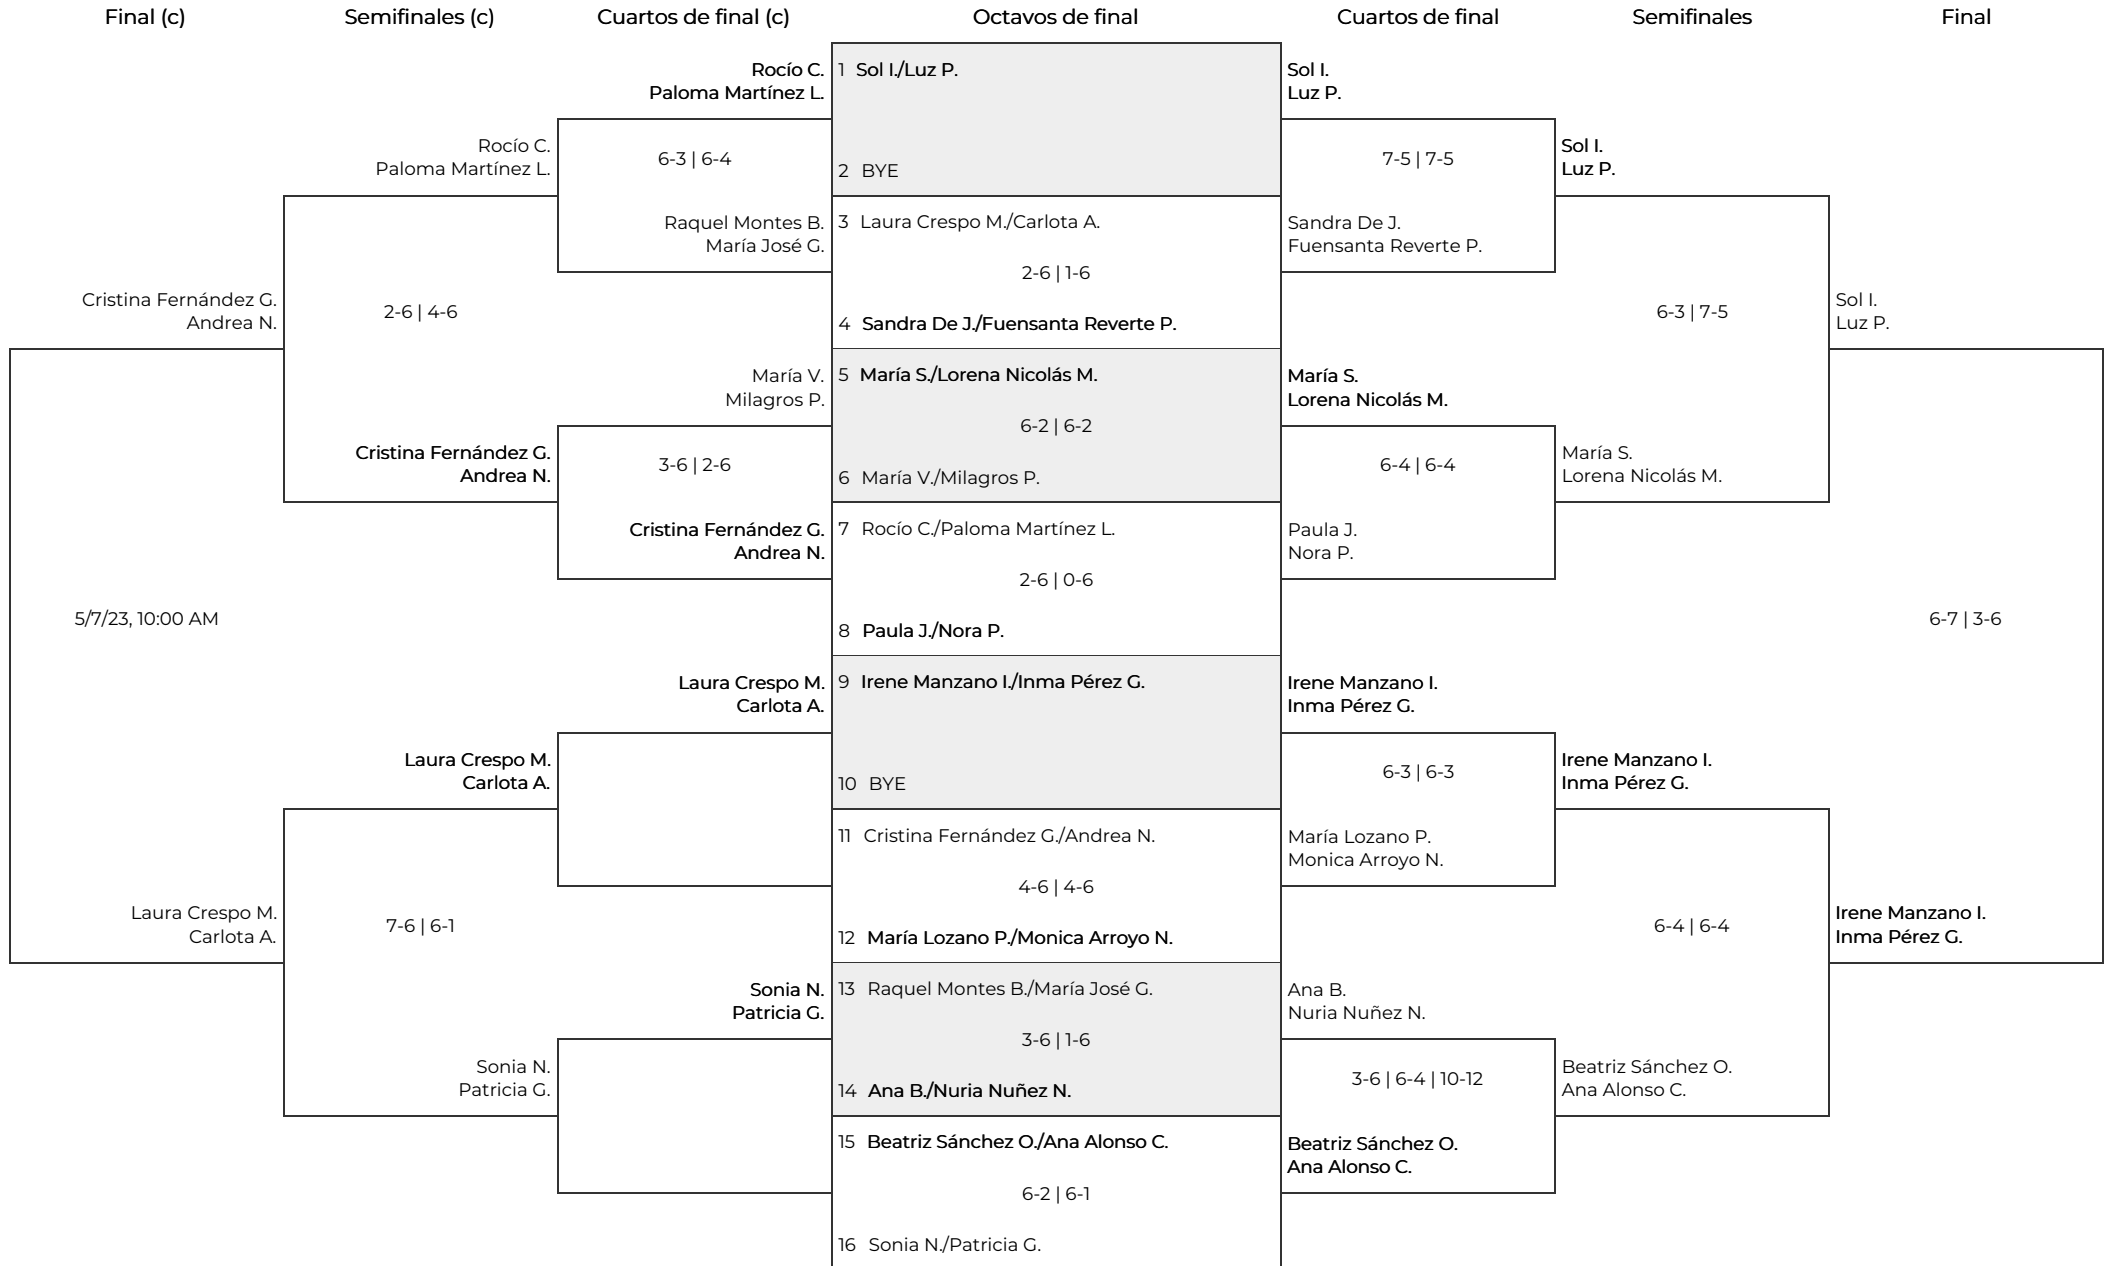 Final (c)
Semifinales (c)
Cuartos de final (c)
Octavos de final
Cuartos de final
Semifinales
Final
Cristina Fernández G.
Andrea N.
5/7/23, 10:00 AM
Laura Crespo M.
Carlota A.
Rocío C.
Paloma Martínez L.
2-6 | 4-6
Cristina Fernández G.
Andrea N.
Laura Crespo M.
Carlota A.
7-6 | 6-1
Sonia N.
Patricia G.
Rocío C.
Paloma Martínez L.
6-3 | 6-4
Raquel Montes B.
María José G.
María V.
Milagros P.
3-6 | 2-6
Cristina Fernández G.
Andrea N.
Laura Crespo M.
Carlota A.
Sonia N.
Patricia G.
1 Sol I./Luz P.
2 BYE
3 Laura Crespo M./Carlota A.
2-6 | 1-6
4 Sandra De J./Fuensanta Reverte P.
5 María S./Lorena Nicolás M.
6-2 | 6-2
6 María V./Milagros P.
7 Rocío C./Paloma Martínez L.
2-6 | 0-6
8 Paula J./Nora P.
9 Irene Manzano I./Inma Pérez G.
10 BYE
11 Cristina Fernández G./Andrea N.
4-6 | 4-6
12 María Lozano P./Monica Arroyo N.
13 Raquel Montes B./María José G.
3-6 | 1-6
14 Ana B./Nuria Nuñez N.
15 Beatriz Sánchez O./Ana Alonso C.
6-2 | 6-1
16 Sonia N./Patricia G.
Sol I.
Luz P.
7-5 | 7-5
Sandra De J.
Fuensanta Reverte P.
María S.
Lorena Nicolás M.
6-4 | 6-4
Paula J.
Nora P.
Irene Manzano I.
Inma Pérez G.
6-3 | 6-3
María Lozano P.
Monica Arroyo N.
Ana B.
Nuria Nuñez N.
3-6 | 6-4 | 10-12
Beatriz Sánchez O.
Ana Alonso C.
Sol I.
Luz P.
6-3 | 7-5
María S.
Lorena Nicolás M.
Irene Manzano I.
Inma Pérez G.
6-4 | 6-4
Beatriz Sánchez O.
Ana Alonso C.
Sol I.
Luz P.
6-7 | 3-6
Irene Manzano I.
Inma Pérez G.